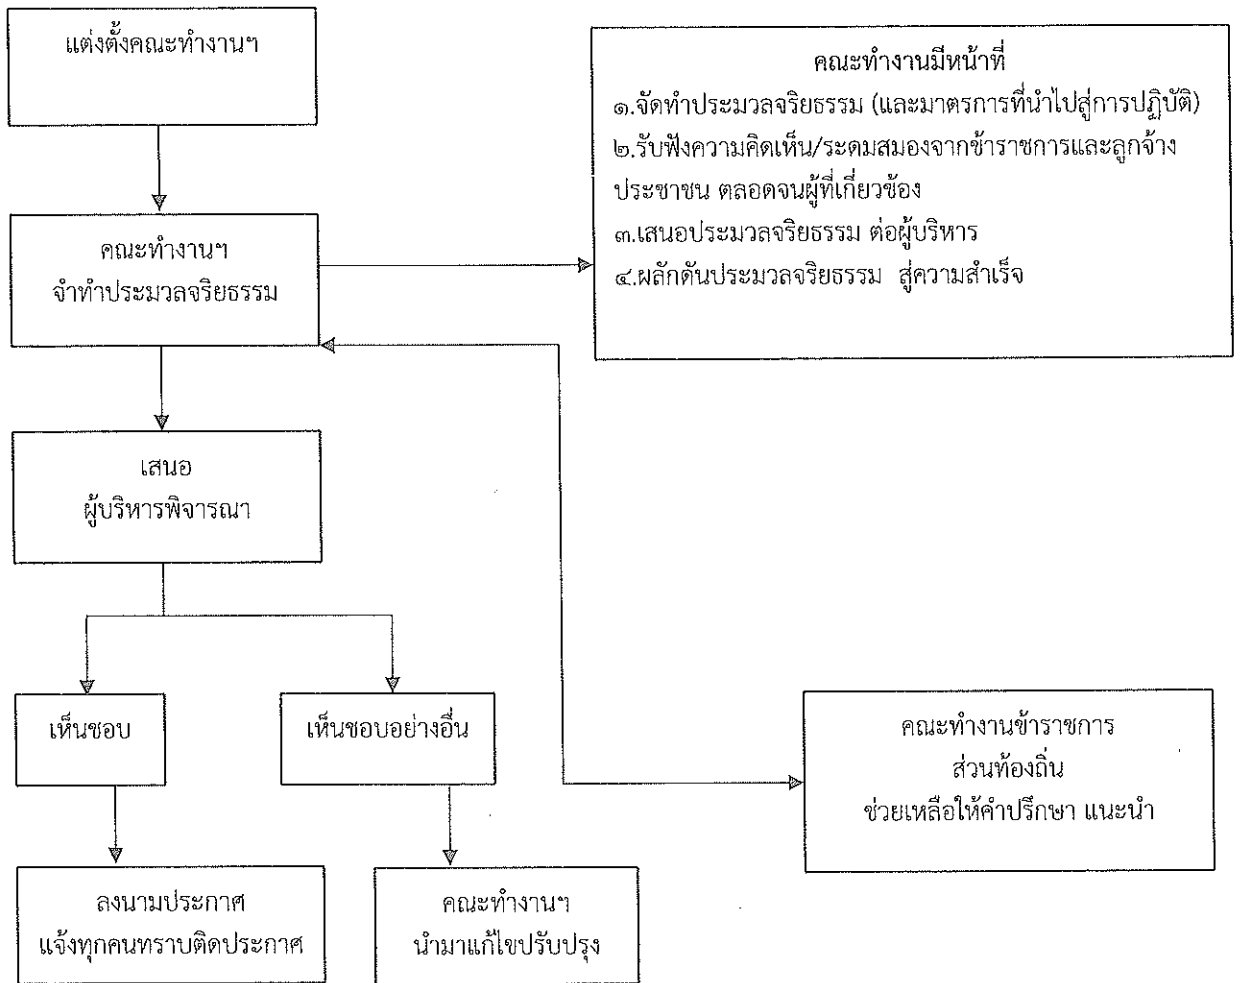 แต่งตั้งคณะทำงานฯ
คณะทำงานมีหน้าที่
๑.จัดทำประมวลจริยธรรม (และมาตรการที่นำไปสู่การปฏิบัติ)
๒.รับฟังความคิดเห็น/ระดมสมองจากข้าราชการและลูกจ้าง
ประชาชน ตลอดจนผู้ที่เกี่ยวข้อง
๓.เสนอประมวลจริยธรรม ต่อผู้บริหาร
๔.ผลักดันประมวลจริยธรรม สู่ความสำเร็จ
คณะทำงานฯ
จำทำประมวลจริยธรรม
เสนอ
ผู้บริหารพิจารณา
เห็นชอบ
เห็นชอบอย่างอื่น
คณะทำงานข้าราชการ
ส่วนท้องถิ่น
ช่วยเหลือให้คำปรึกษา แนะนำ
ลงนามประกาศ
แจ้งทุกคนทราบติดประกาศ
คณะทำงานฯ
นำมาแก้ไขปรับปรุง